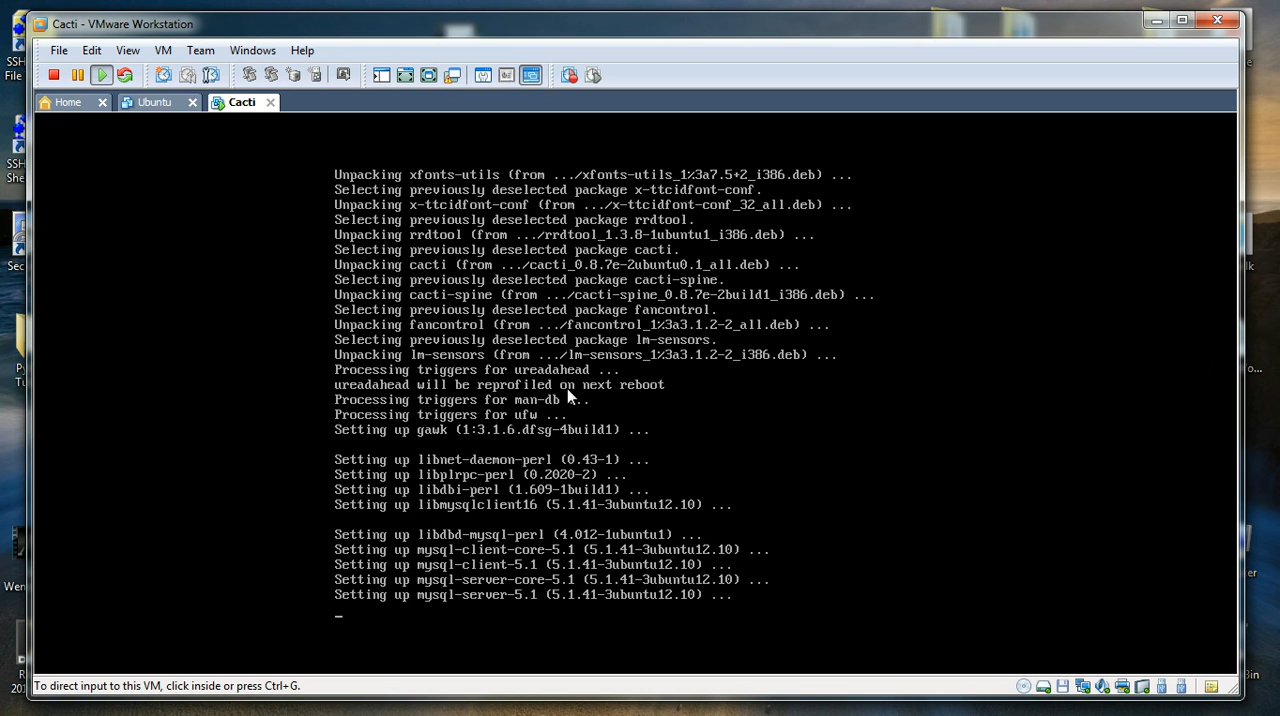 Cacti - VMware Workstation
File Edit View VM Team Windows Help
Home Ubuntu Cacti
Unpacking xfonts-utils (from .../xfonts-utils_1%3a7.5+2_i386.deb) ...
Selecting previously deselected package x-ttcidfont-conf.
Unpacking x-ttcidfont-conf (from .../x-ttcidfont-conf_32_all.deb) ...
Selecting previously deselected package rrdtool.
Unpacking rrdtool (from .../rrdtool_1.3.8-1ubuntu1_i386.deb) ...
Selecting previously deselected package cacti.
Unpacking cacti (from .../cacti_0.8.7e-2ubuntu0.1_all.deb) ...
Selecting previously deselected package cacti-spine.
Unpacking cacti-spine (from .../cacti-spine_0.8.7e-2build1_i386.deb) ...
Selecting previously deselected package fancontrol.
Unpacking fancontrol (from .../fancontrol_1%3a3.1.2-2_all.deb) ...
Selecting previously deselected package lm-sensors.
Unpacking lm-sensors (from .../lm-sensors_1%3a3.1.2-2_i386.deb) ...
Processing triggers for ureadahead ...
ureadahead will be reprofiled on next reboot
Processing triggers for man-db ...
Processing triggers for ufw ...
Setting up gawk (1:3.1.6.dfsg-4build1) ...
Setting up libnet-daemon-perl (0.43-1) ...
Setting up libplrpc-perl (0.2020-2) ...
Setting up libdbi-perl (1.609-1build1) ...
Setting up libmysqlclient16 (5.1.41-3ubuntu12.10) ...
Setting up libdbd-mysql-perl (4.012-1ubuntu1) ...
Setting up mysql-client-core-5.1 (5.1.41-3ubuntu12.10) ...
Setting up mysql-client-5.1 (5.1.41-3ubuntu12.10) ...
Setting up mysql-server-core-5.1 (5.1.41-3ubuntu12.10) ...
Setting up mysql-server-5.1 (5.1.41-3ubuntu12.10) ...
_
To direct input to this VM, click inside or press Ctrl+G.
SSH
File
SSH
She
Sec
Py
Tu
Wen
R
20